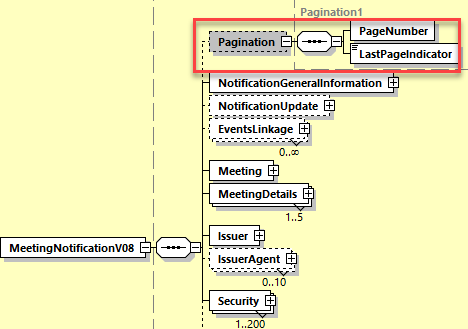 Pagination1
Pagination
PageNumber
LastPageIndicator
NotificationGeneralInformation
NotificationUpdate
EventsLinkage
0..∞
Meeting
MeetingDetails
1..5
MeetingNotificationV08
Issuer
IssuerAgent
0..10
Security
1..200